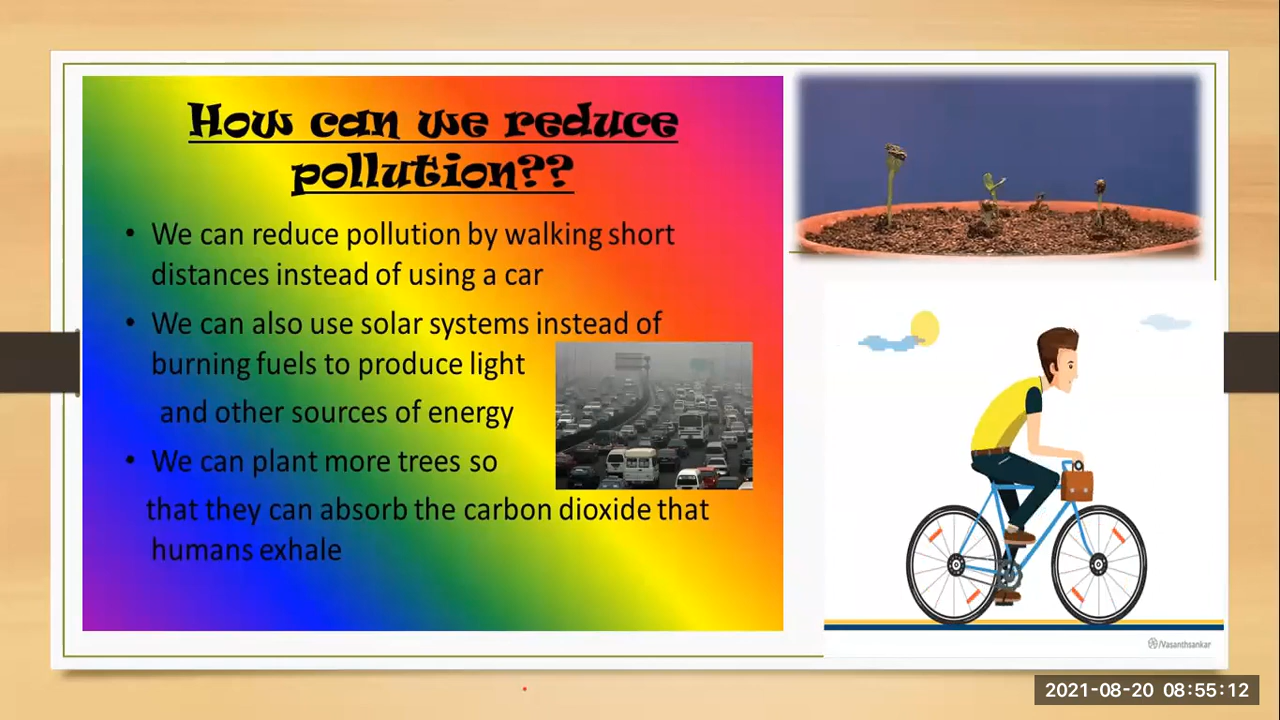 How can we reduce
pollution??
• We can reduce pollution by walking short
distances instead of using a car
• We can also use solar systems instead of
burning fuels to produce light
and other sources of energy
• We can plant more trees so
that they can absorb the carbon dioxide that
humans exhale
/Vasanthsankar
2021-08-20 08:55:12